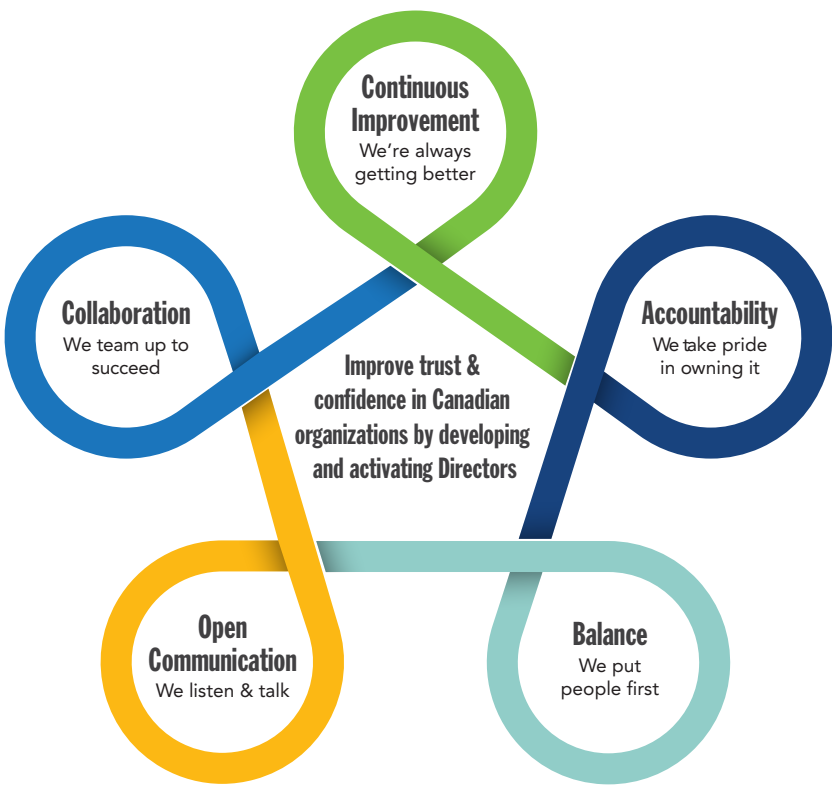 Continuous
Improvement
We're always
getting better
Collaboration
We team up to
succeed
Accountability
We take pride
in owning it
Improve trust &
confidence in Canadian
organizations by developing
and activating Directors
Open
Communication
We listen & talk
Balance
We put
people first